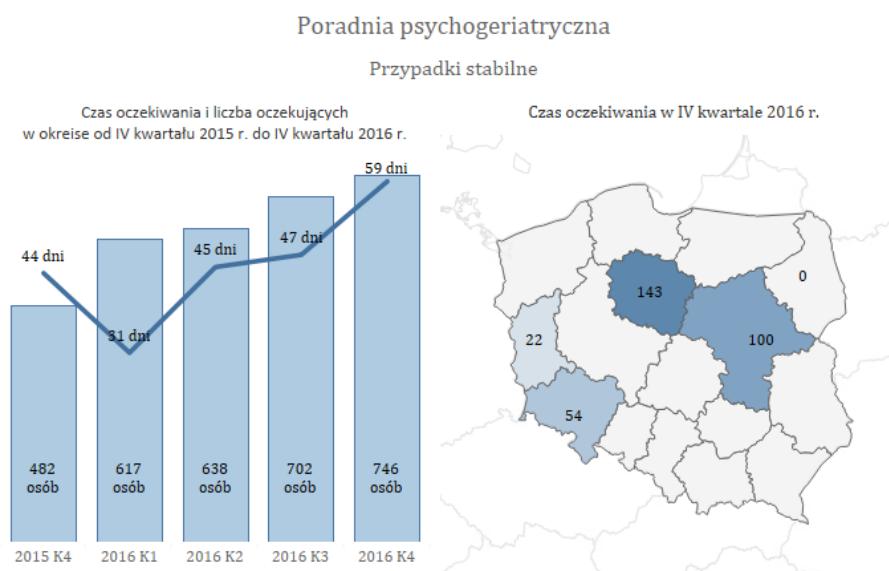 Poradnia psychogeriatryczna
Przypadki stabilne
Czas oczekiwania i liczba oczekujących
w okreise od IV kwartału 2015 r. do IV kwartału 2016 r.
44 dni
31 dni
45 dni
47 dni
59 dni
482
osób
617
osób
638
osób
702
osób
746
osób
2015 K4
2016 K1
2016 K2
2016 K3
2016 K4
Czas oczekiwania w IV kwartale 2016 r.
0
143
22
100
54